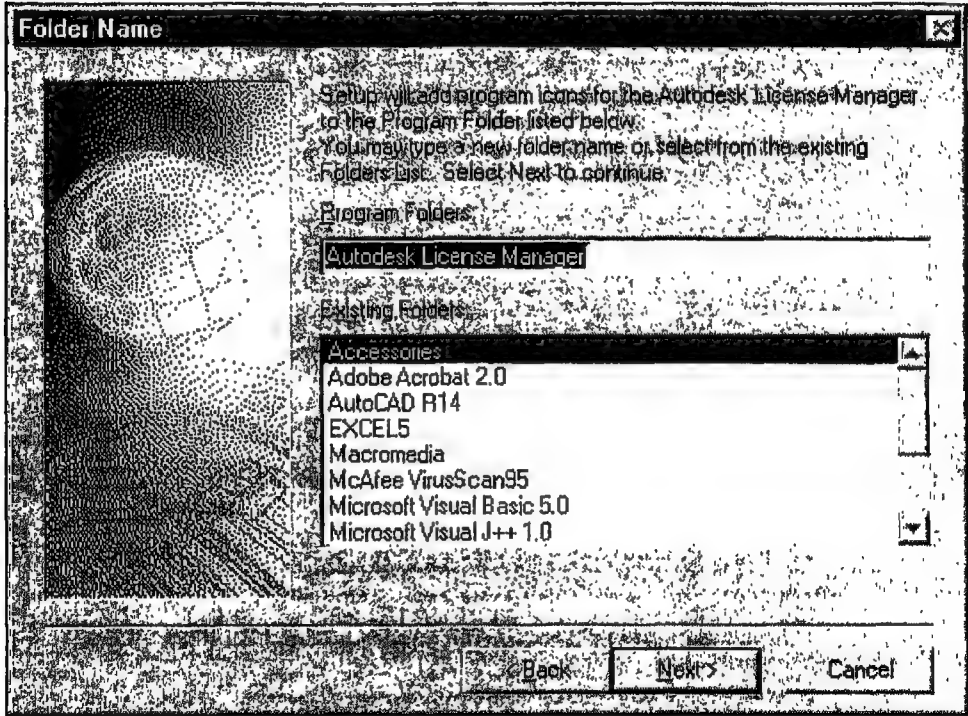 Folder Name
Setup will add program icons for the Autodesk License Manager
to the Program Folder listed below.
You may type a new folder name or select from the existing
Folders List. Select Next to continue.
Program Folders:
Autodesk License Manager
Existing Folders:
Accessories
Adobe Acrobat 2.0
AutoCAD R14
EXCEL5
Macromedia
McAfee VirusScan95
Microsoft Visual Basic 5.0
Microsoft Visual J++ 1.0
< Back Next > Cancel